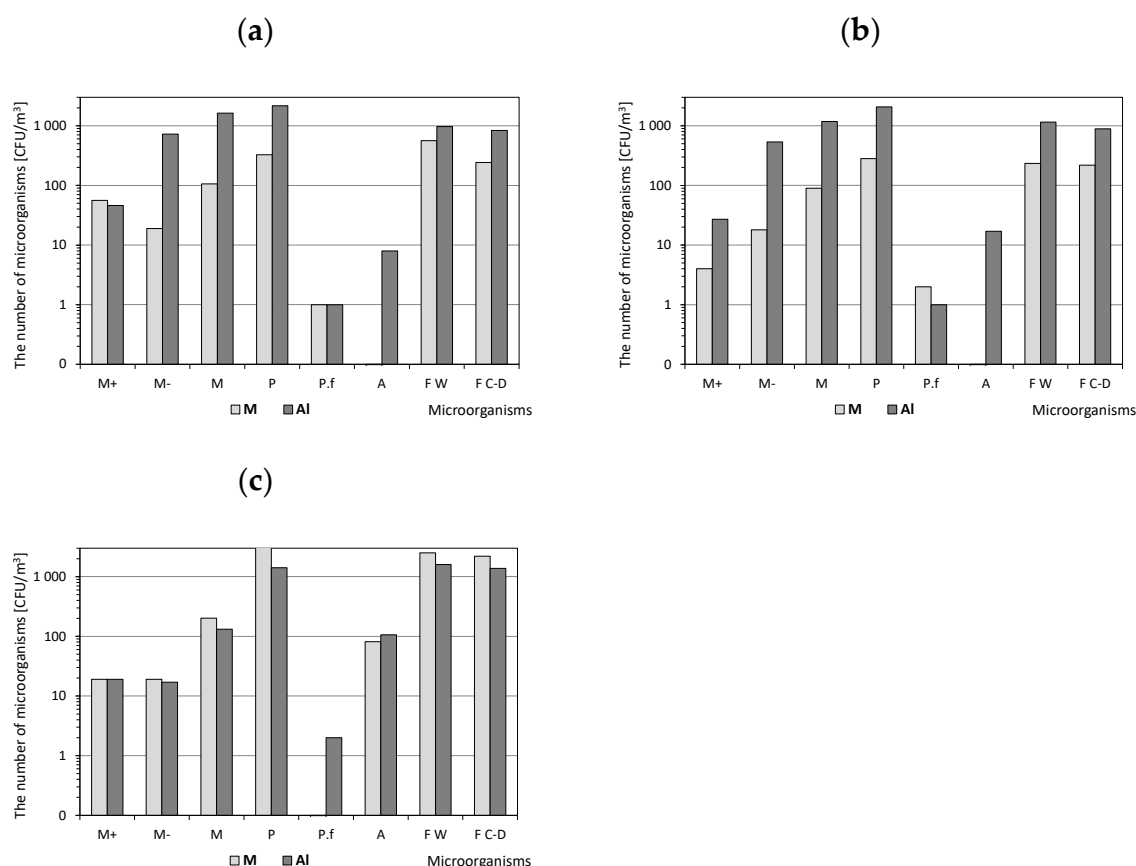 (a)
The number of microorganisms [CFU/m³]
1 000
100
10
1
0
M+ M- M P P.f A F W F C-D
M Al Microorganisms
(b)
The number of microorganisms [CFU/m³]
1 000
100
10
1
0
M+ M- M P P.f A F W F C-D
M Al Microorganisms
(c)
The number of microorganisms [CFU/m³]
1 000
100
10
1
0
M+ M- M P P.f A F W F C-D
M Al Microorganisms